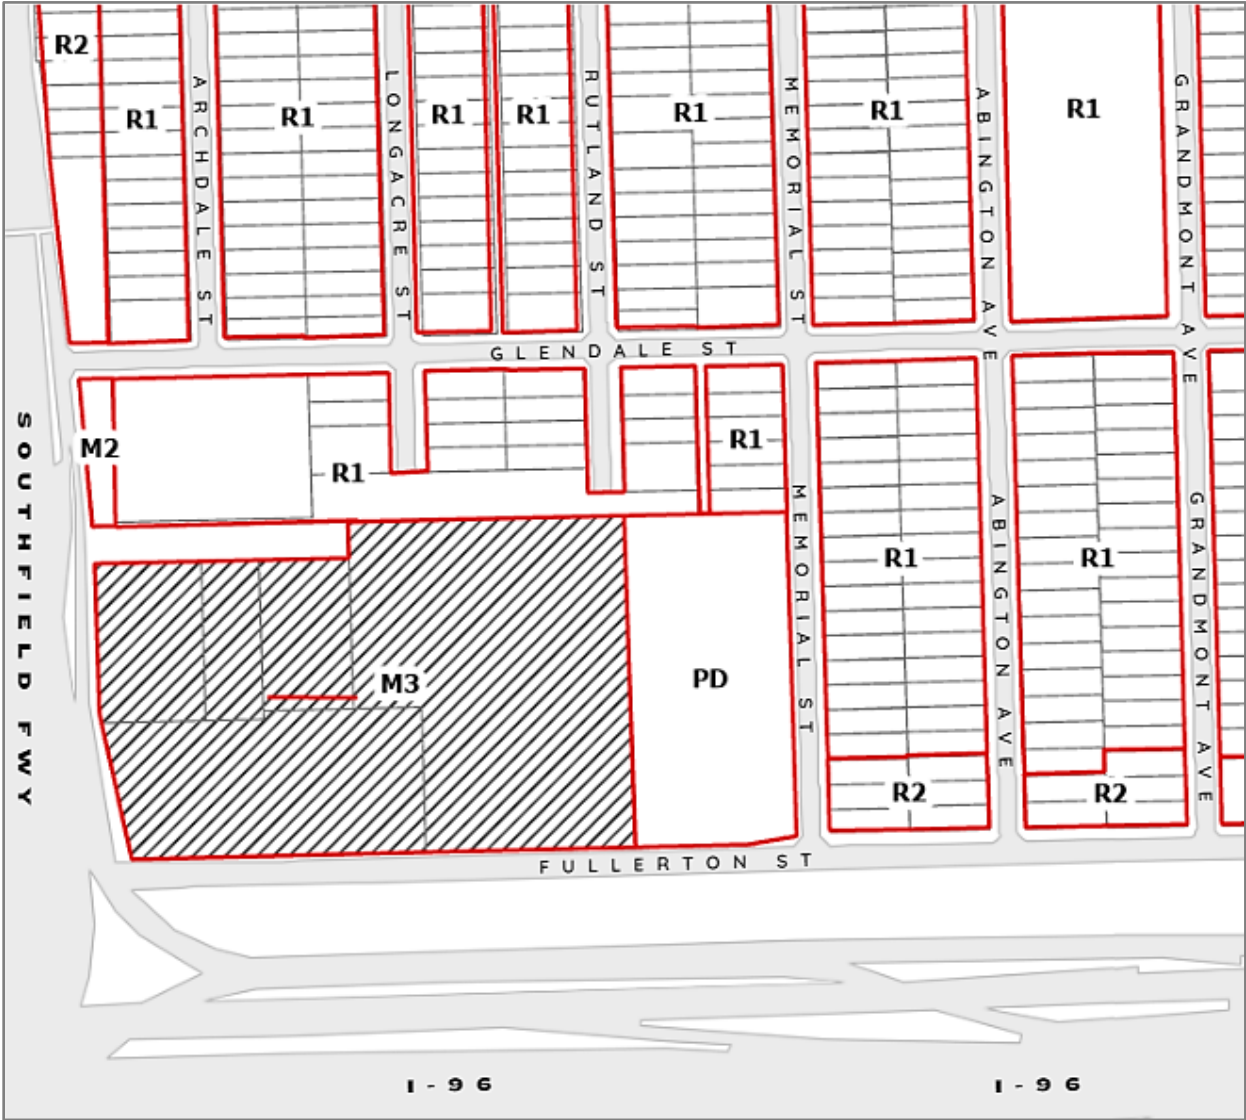 R2
R1
R1
R1
R1
R1
R1
R1
ARCHDALE ST
LONGACRE ST
RUTLAND ST
MEMORIAL ST
ABINGTON AVE
GRANDMONT AVE
GLENDALE ST
M2
R1
R1
SOUTHFIELD FWY
MEMORIAL ST
ABINGTON AVE
GRANDMONT AVE
R1
R1
M3
PD
R2
R2
FULLERTON ST
I-96
I-96